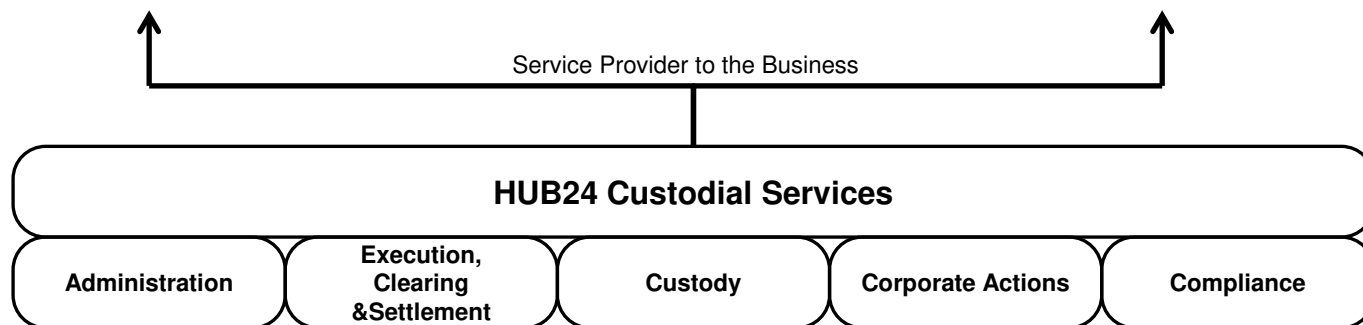 Service Provider to the Business
HUB24 Custodial Services
Administration
Execution,
Clearing
&Settlement
Custody
Corporate Actions
Compliance